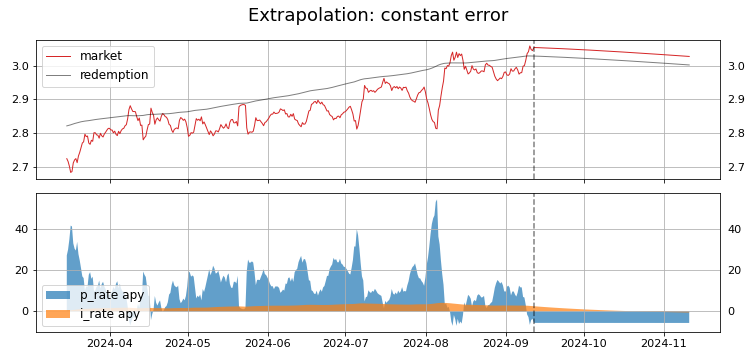 Extrapolation: constant error
market
redemption
3.0 3.0
2.9 2.9
2.8 2.8
2.7 2.7
40 40
20 20
0 0
p_rate apy
i_rate apy
2024-04 2024-05 2024-06 2024-07 2024-08 2024-09 2024-10 2024-11